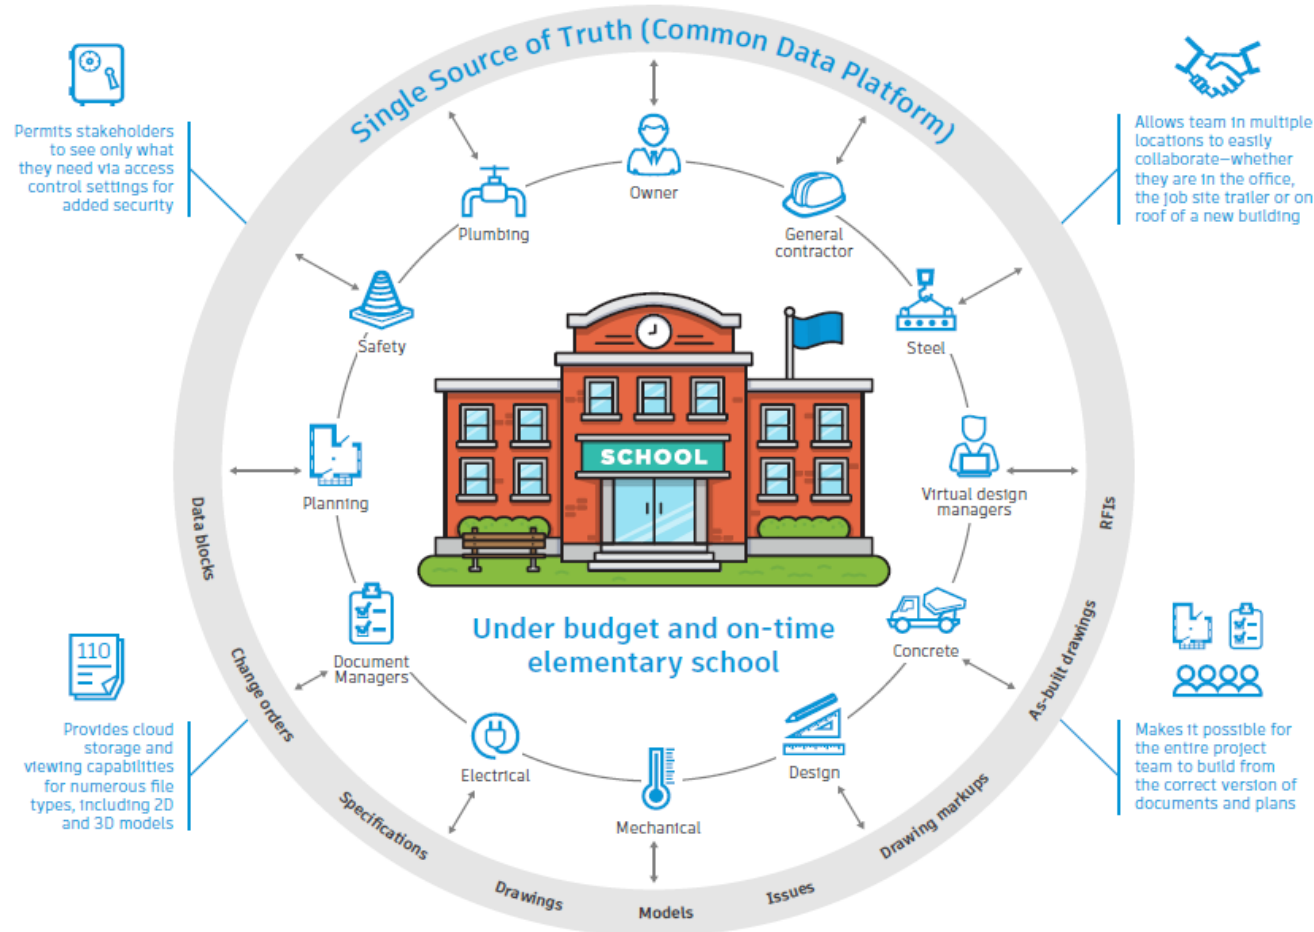 Single Source of Truth (Common Data Platform)
Permits stakeholders
to see only what
they need via access
control settings for
added security
Allows team in multiple
locations to easily
collaborate—whether
they are in the office,
the job site trailer or on
roof of a new building
Owner
Plumbing
General
contractor
Safety
Steel
SCHOOL
Planning
Virtual design
managers
Data blocks
RFIs
Under budget and on-time
elementary school
Document
Managers
Concrete
Change orders
As-built drawings
110
Provides cloud
storage and
viewing capabilities
for numerous file
types, including 2D
and 3D models
Makes it possible for
the entire project
team to build from
the correct version of
documents and plans
Electrical
Design
Mechanical
Specifications
Drawing markups
Drawings
Issues
Models